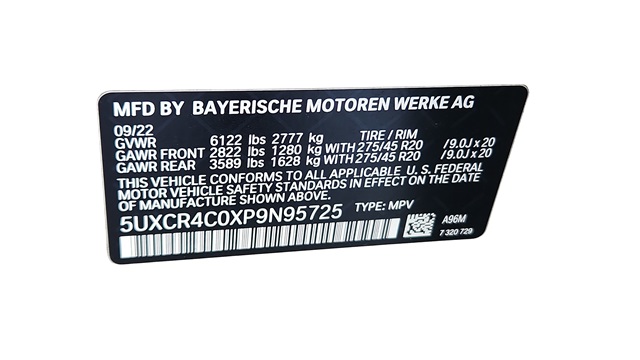 MFD BY BAYERISCHE MOTOREN WERKE AG
09/22
GVWR 6122 lbs 2777 kg TIRE / RIM
GAWR FRONT 2822 lbs 1280 kg WITH 275/45 R20 /9.0J x 20
GAWR REAR 3589 lbs 1628 kg WITH 275/45 R20 /9.0J x 20
THIS VEHICLE CONFORMS TO ALL APPLICABLE U.S. FEDERAL
MOTOR VEHICLE SAFETY STANDARDS IN EFFECT ON THE DATE
OF MANUFACTURE SHOWN ABOVE.
5UXCR4C0XP9N95725 TYPE: MPV
A96M
7 320 729